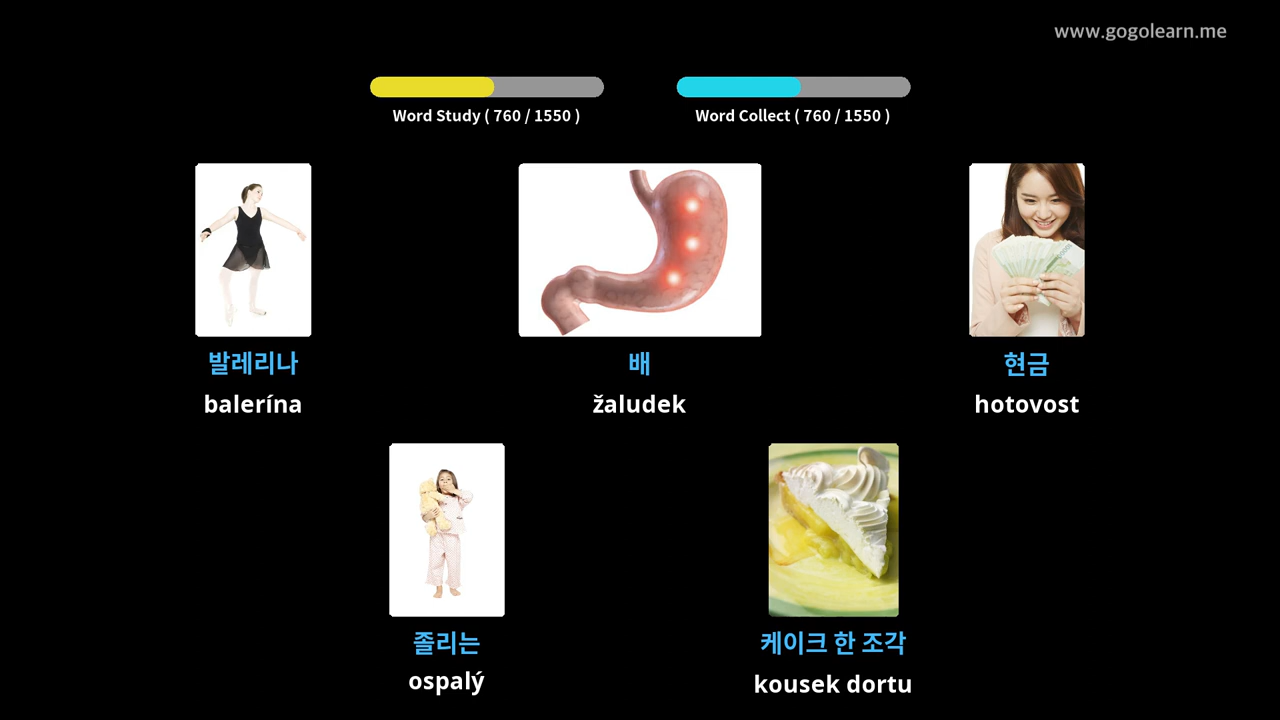 www.gogolearn.me
Word Study ( 760 / 1550 )
Word Collect ( 760 / 1550 )
발레리나
balerína
배
žaludek
현금
hotovost
졸리는
ospalý
케이크 한 조각
kousek dortu